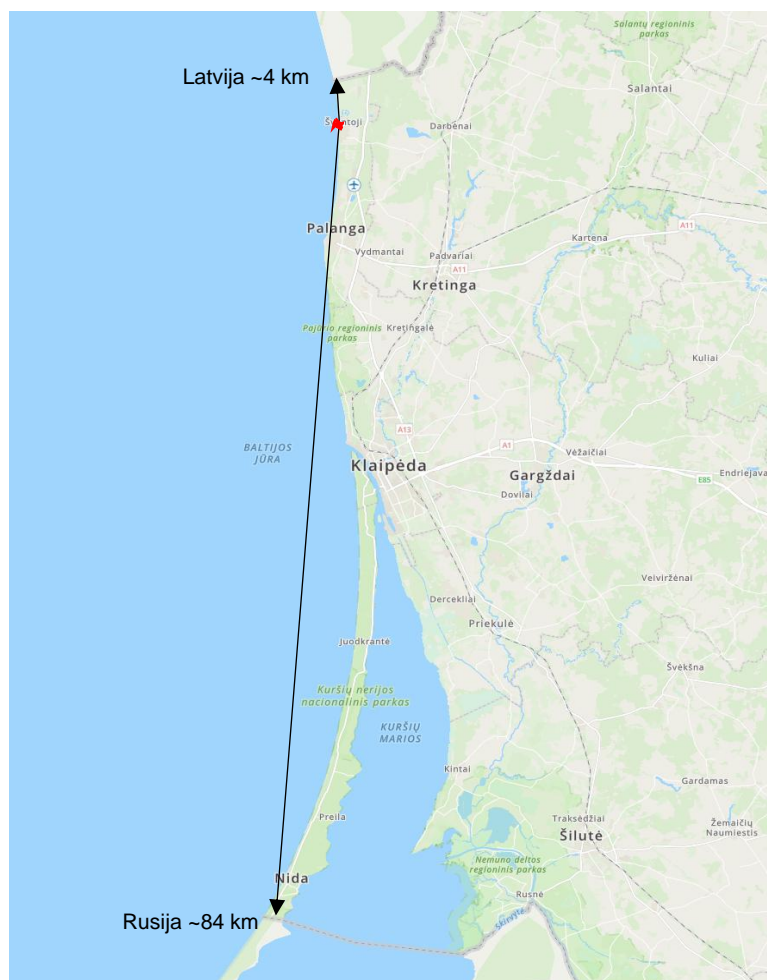 Salantų regioninis
parkas
Latvija ~4 km
Salantai
Šventoji
Darbėnai
Palanga
A11
Kartena
Vydmantai
Padvariai
A11
Kretinga
Pajūrio regioninis
parkas
Kretingalė
Kuliai
A13
BALTIJOS
JŪRA
A1
Vėžaičiai
Klaipėda
Gargždai
Endriejavas
E85
Dovilai
Veiviržėnai
Dercekliai
Priekulė
Juodkrantė
Švėkšna
Kuršių nerijos
nacionalinis parkas
KURŠIŲ
MARIOS
Kintai
Gardamas
Preila
Traksėdžiai
Žemaičių
Naumiestis
Šilutė
Nemuno deltos
regioninis parkas
Nida
Rusnė
Rusija ~84 km
Skirvytė